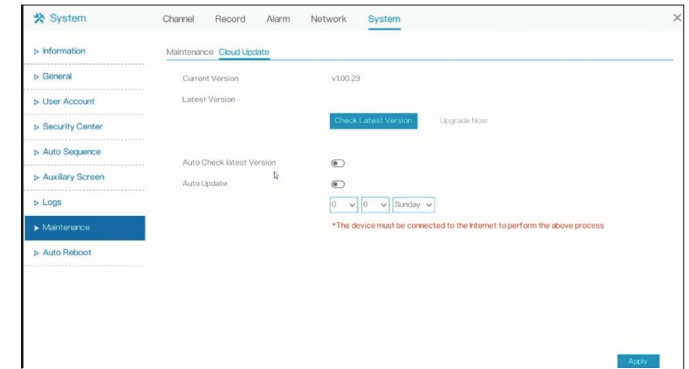 System
Channel Record Alarm Network System
Information
General
User Account
Security Center
Auto Sequence
Auxiliary Screen
Logs
Maintenance
Auto Reboot
Maintenance Cloud Update
Current Version v1.00.23
Latest Version
Check Latest Version Upgrade Now
Auto Check latest Version
Auto Update
0 0 Sunday
*The device must be connected to the Internet to perform the above process
Apply